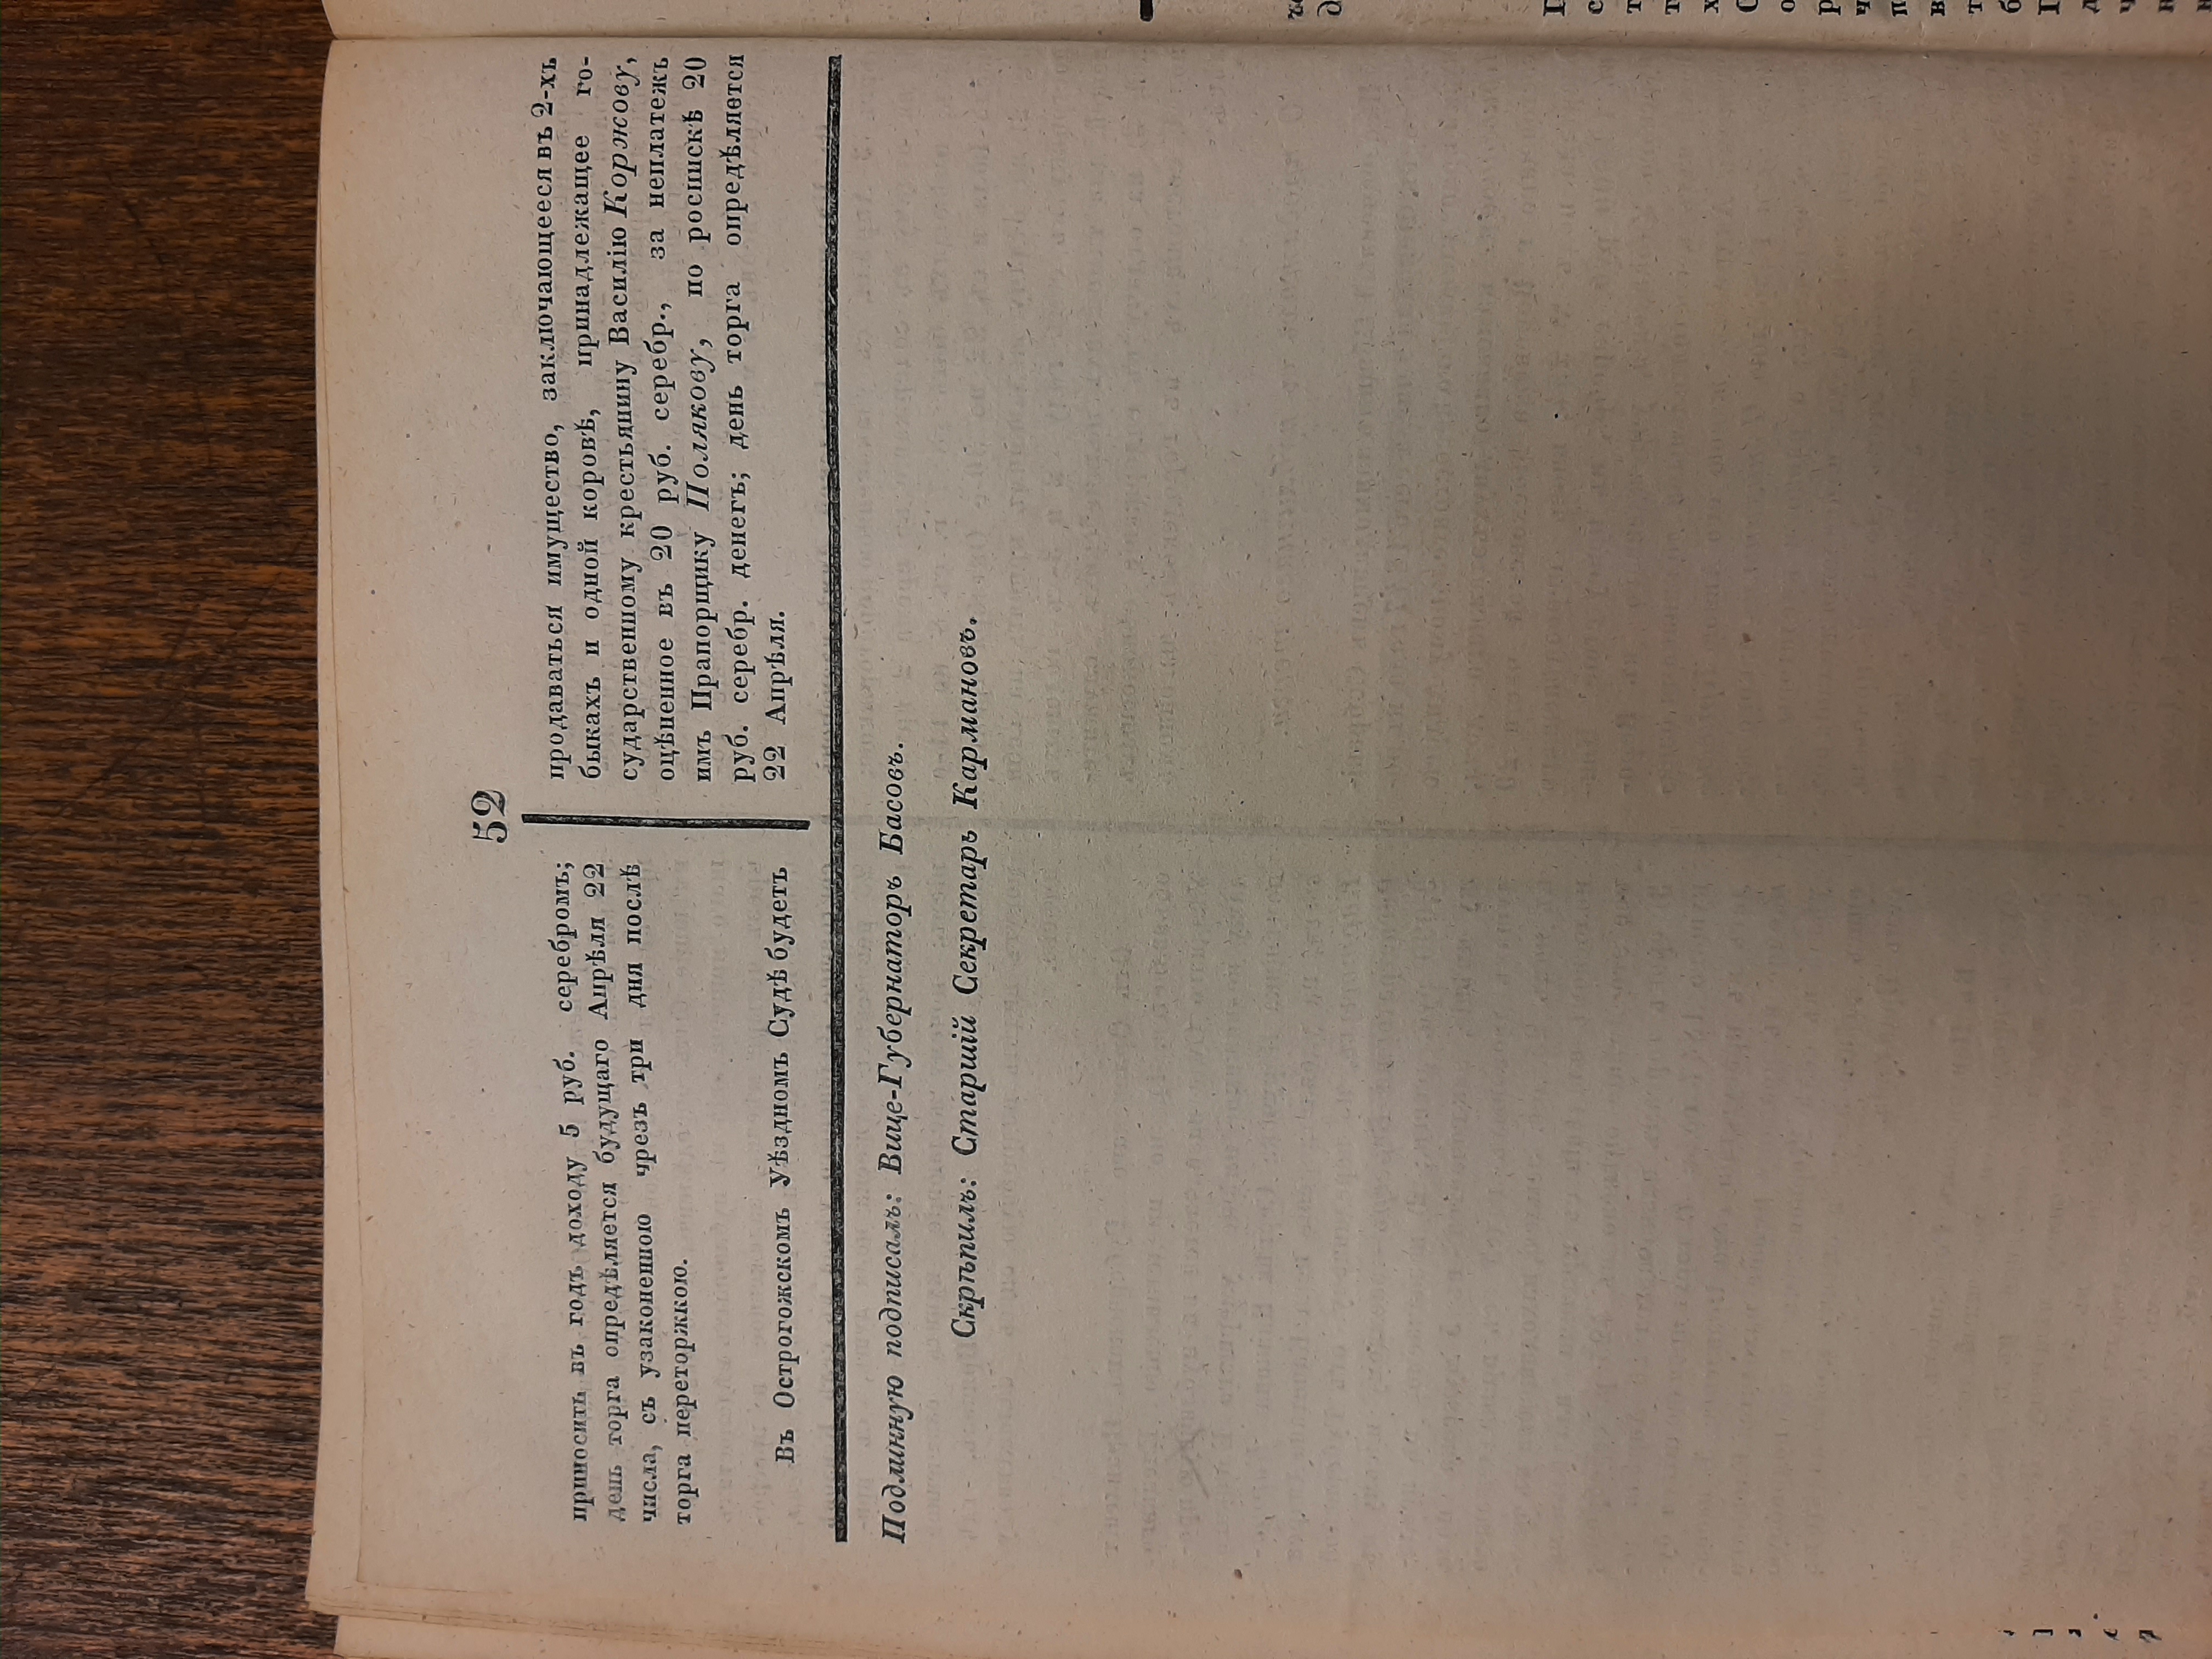 52
приносить въ годъ доходу 5 руб. серебромъ;
день торга опредѣляется будущаго Апрѣля 22
числа, съ узаконенною чрезъ три дня послѣ
торга переторжкою.
Въ Острогожскомъ Уѣздномъ Судѣ будетъ
продаваться имущество, заключающееся въ 2-хъ
быкахъ и одной коровѣ, принадлежащее го-
сударственному крестьянину Василію Коржову,
оцѣненное въ 20 руб. серебр., за неплатежъ
имъ Прапорщику Полякову, по роспискѣ 20
руб. серебр. денегъ; день торга опредѣляется
22 Апрѣля.
Подлинную подписалъ: Вице-Губернаторъ Басовъ.
Скрѣпилъ: Старшій Секретарь Кармановъ.